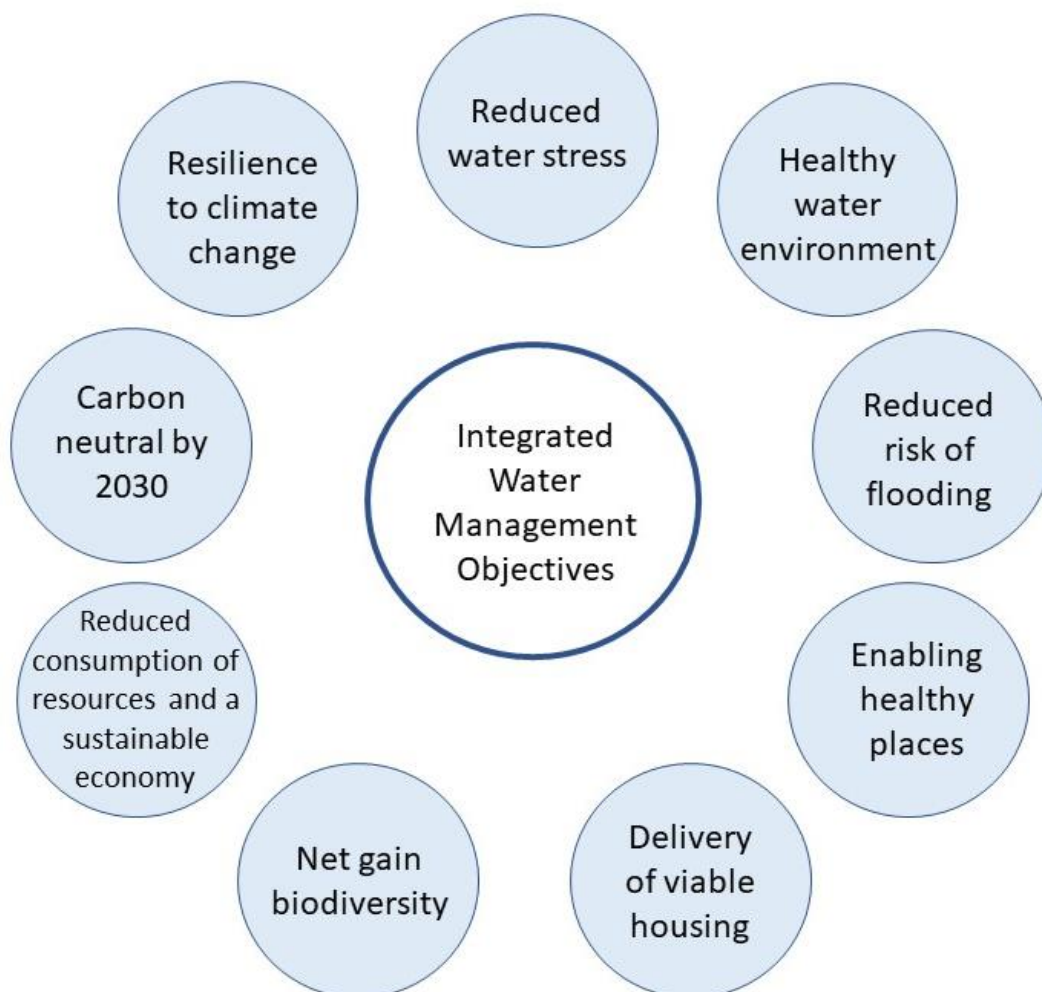 Reduced
water stress
Healthy
water
environment
Reduced
risk of
flooding
Enabling
healthy
places
Delivery
of viable
housing
Net gain
biodiversity
Reduced
consumption of
resources and a
sustainable
economy
Carbon
neutral by
2030
Resilience
to climate
change
Integrated
Water
Management
Objectives